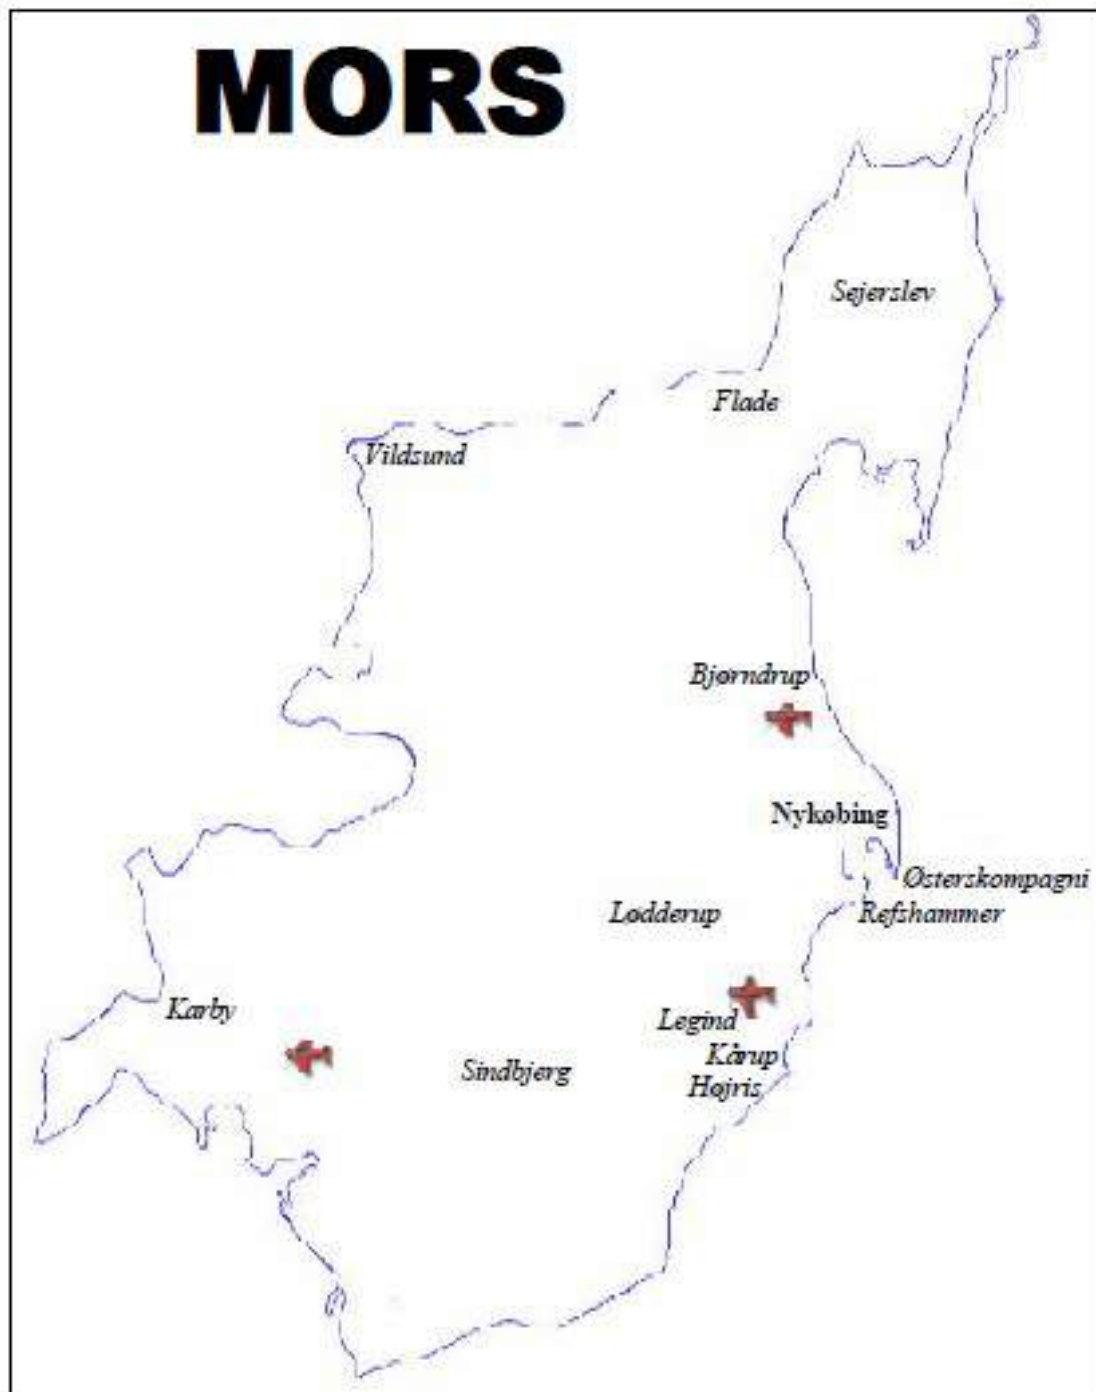 MORS
Sejerslev
Flade
Vildsund
Bjørndrup
Nykøbing
Østerskompagni
Lødderup
Refshammer
Karby
Legind
Kårup
Sindbjerg
Højris